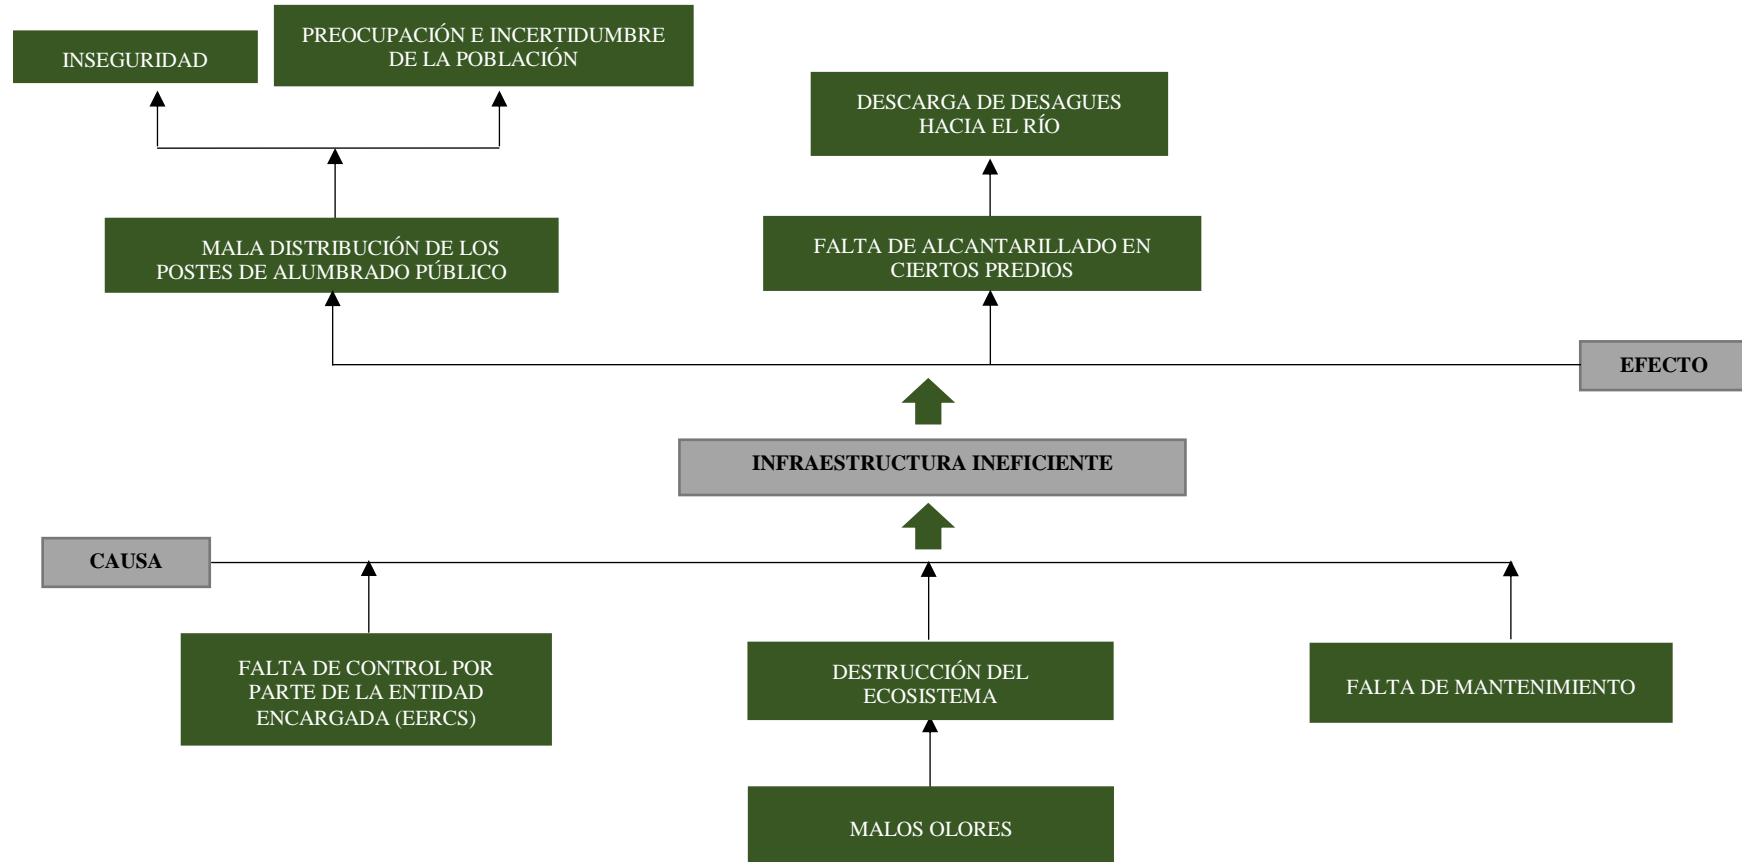 INSEGURIDAD
PREOCUPACIÓN E INCERTIDUMBRE
DE LA POBLACIÓN
DESCARGA DE DESAGUES
HACIA EL RÍO
MALA DISTRIBUCIÓN DE LOS
POSTES DE ALUMBRADO PÚBLICO
FALTA DE ALCANTARILLADO EN
CIERTOS PREDIOS
EFECTO
INFRAESTRUCTURA INEFICIENTE
CAUSA
FALTA DE CONTROL POR
PARTE DE LA ENTIDAD
ENCARGADA (EERCS)
DESTRUCCIÓN DEL
ECOSISTEMA
FALTA DE MANTENIMIENTO
MALOS OLORES